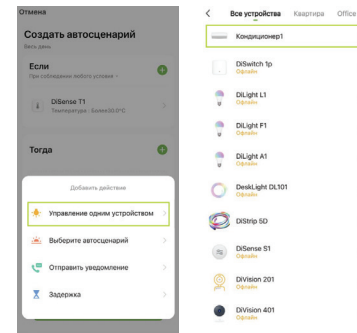 Отмена
Создать автосценарий
Весь день
Если
При соблюдении любого условия
DiSense T1
Температура : Более30.0°C
Тогда
Добавить действие
Управление одним устройством
Выберите автосценарий
Отправить уведомление
Задержка
Все устройства Квартира Office
Кондиционер1
DiSwitch 1p
Офлайн
DiLight L1
Офлайн
DiLight F1
Офлайн
DiLight A1
Офлайн
DeskLight DL101
Офлайн
DiStrip 5D
DiSense S1
Офлайн
DiVision 201
Офлайн
DiVision 401
Офлайн